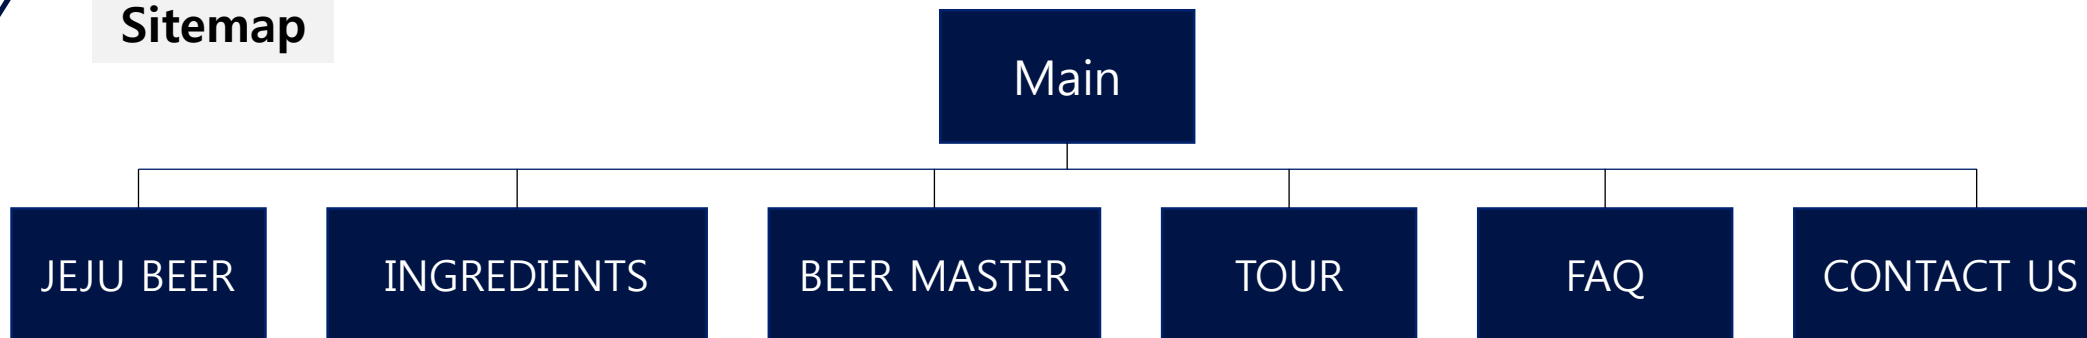 Sitemap
Main
JEJU BEER
INGREDIENTS
BEER MASTER
TOUR
FAQ
CONTACT US